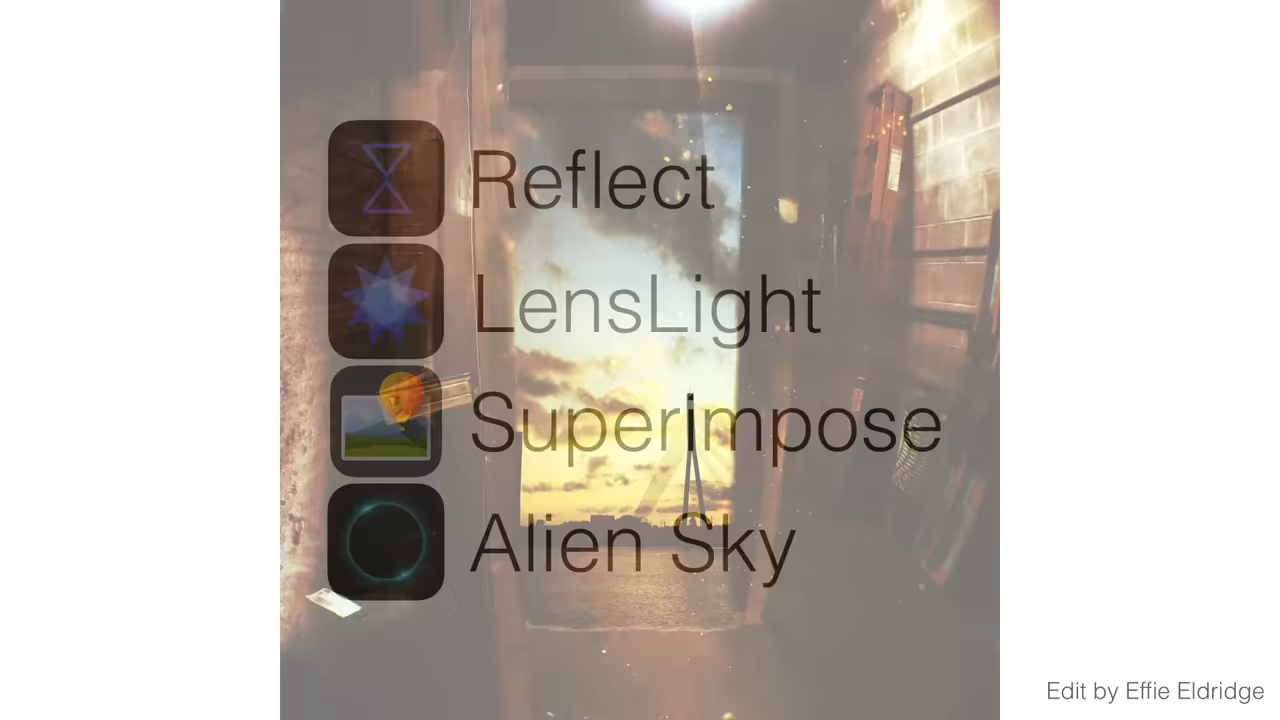 Reflect
LensLight
Superimpose
Alien Sky
Edit by Effie Eldridge